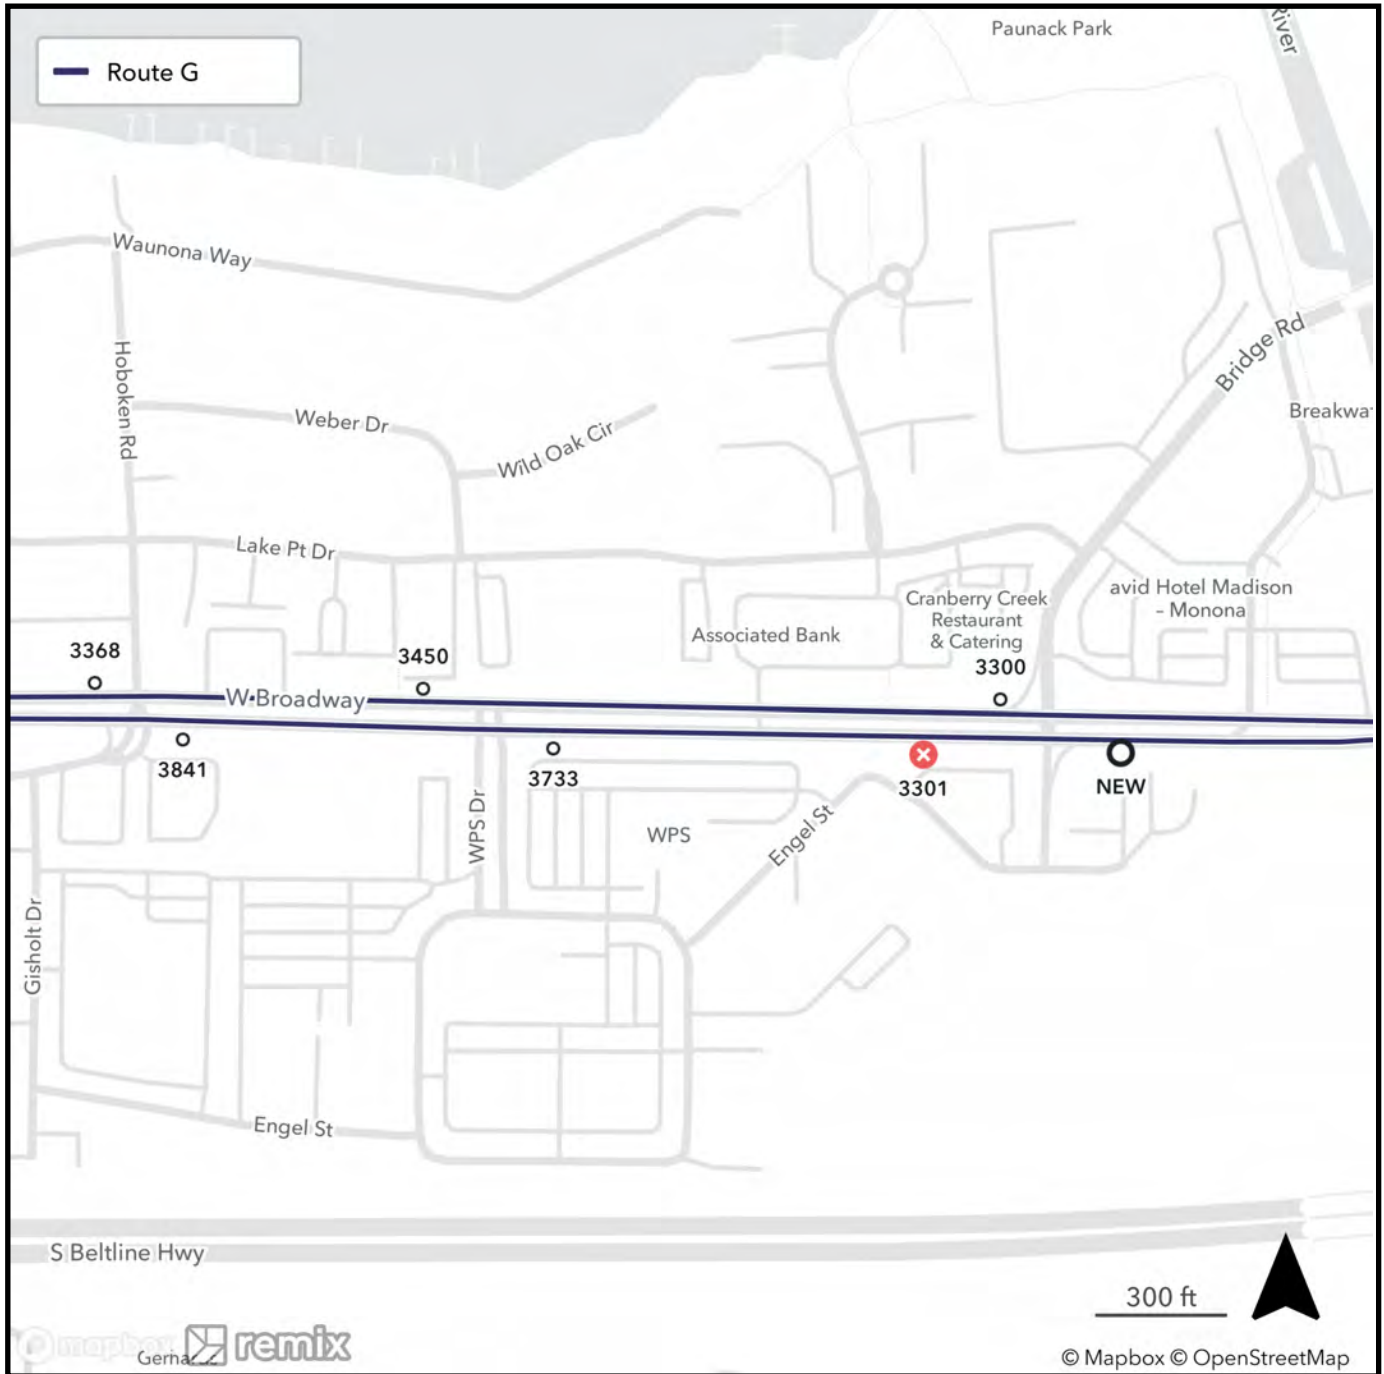 Paunack Park
River
Route G
Waunona Way
Bridge Rd
Hoboken Rd
Weber Dr
Wild Oak Cir
Lake Pt Dr
avid Hotel Madison
- Monona
Cranberry Creek
Restaurant
& Catering
Associated Bank
3368
3450
3300
W Broadway
3841
3733
3301
NEW
WPS Dr
WPS
Engel St
Gisholt Dr
Engel St
S Beltline Hwy
300 ft
mapbox
remix
© Mapbox © OpenStreetMap